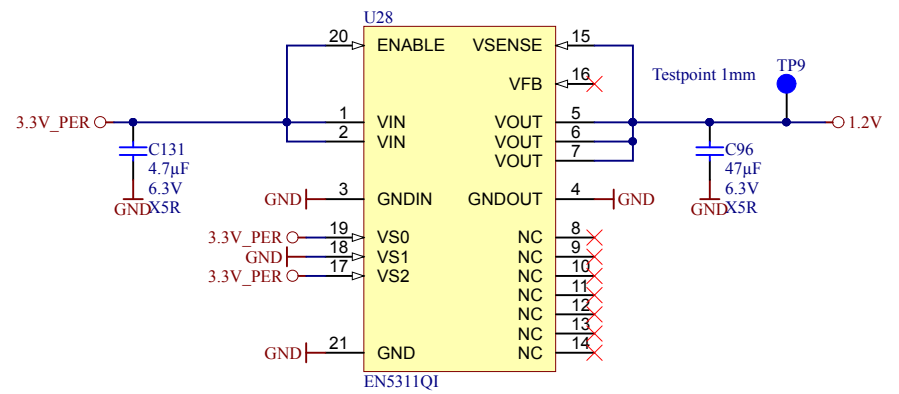 U28
20 ENABLE VSENSE 15
VFB 16
Testpoint 1mm TP9
3.3V_PER 1 VIN VOUT 5 1.2V
2 VIN VOUT 6
VOUT 7
C131
4.7µF
6.3V
X5R
GND
C96
47µF
6.3V
X5R
GND
GND 3 GNDIN GNDOUT 4 GND
3.3V_PER 19 VS0 NC 8
GND 18 VS1 NC 9
3.3V_PER 17 VS2 NC 10
NC 11
NC 12
NC 13
GND 21 GND NC 14
EN5311QI